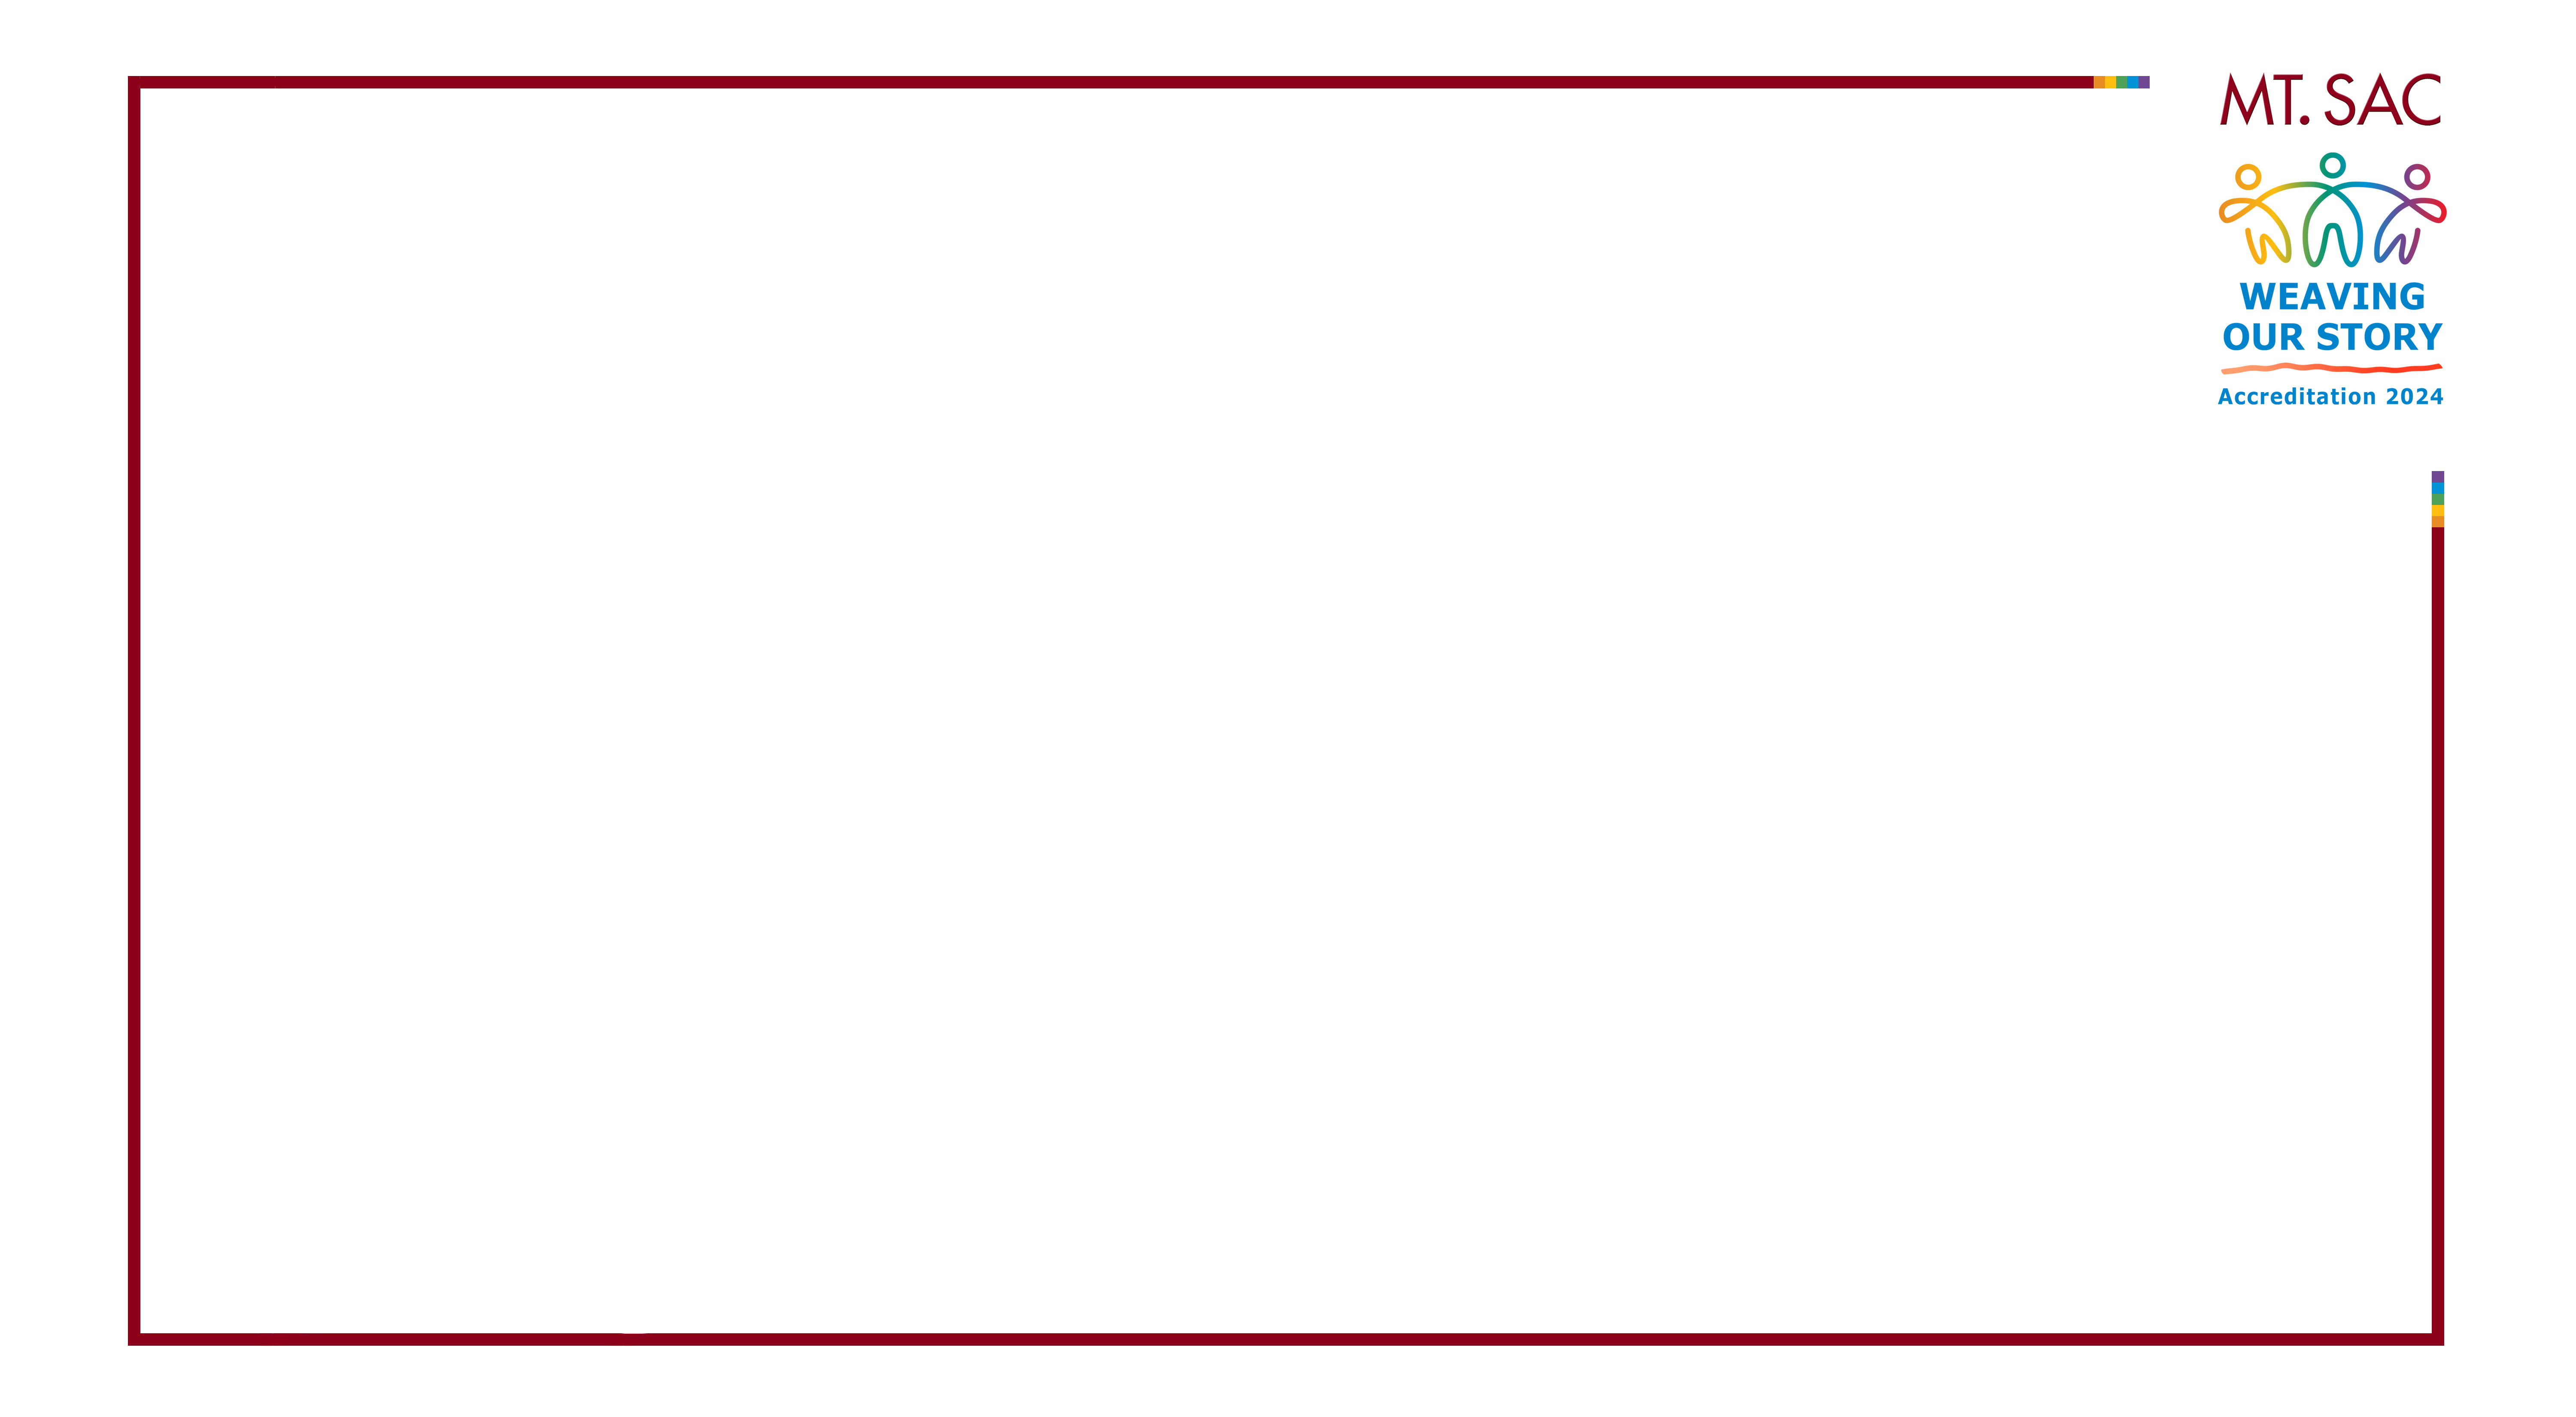 MT. SAC
WEAVING
OUR STORY
Accreditation 2024